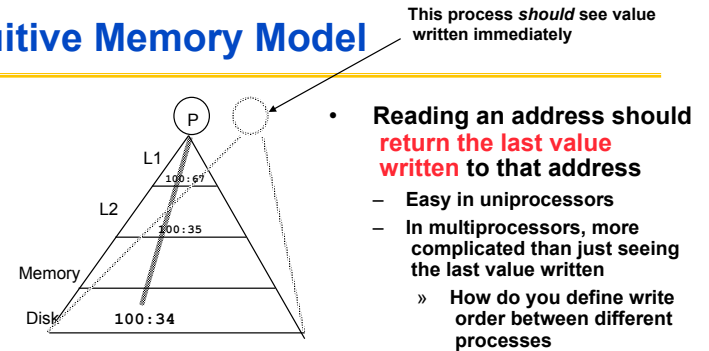 This process should see value
written immediately
uitive Memory Model
P
L1
100:67
L2
100:35
Memory
Disk
100:34
• Reading an address should
return the last value
written to that address
– Easy in uniprocessors
– In multiprocessors, more
complicated than just seeing
the last value written
» How do you define write
order between different
processes